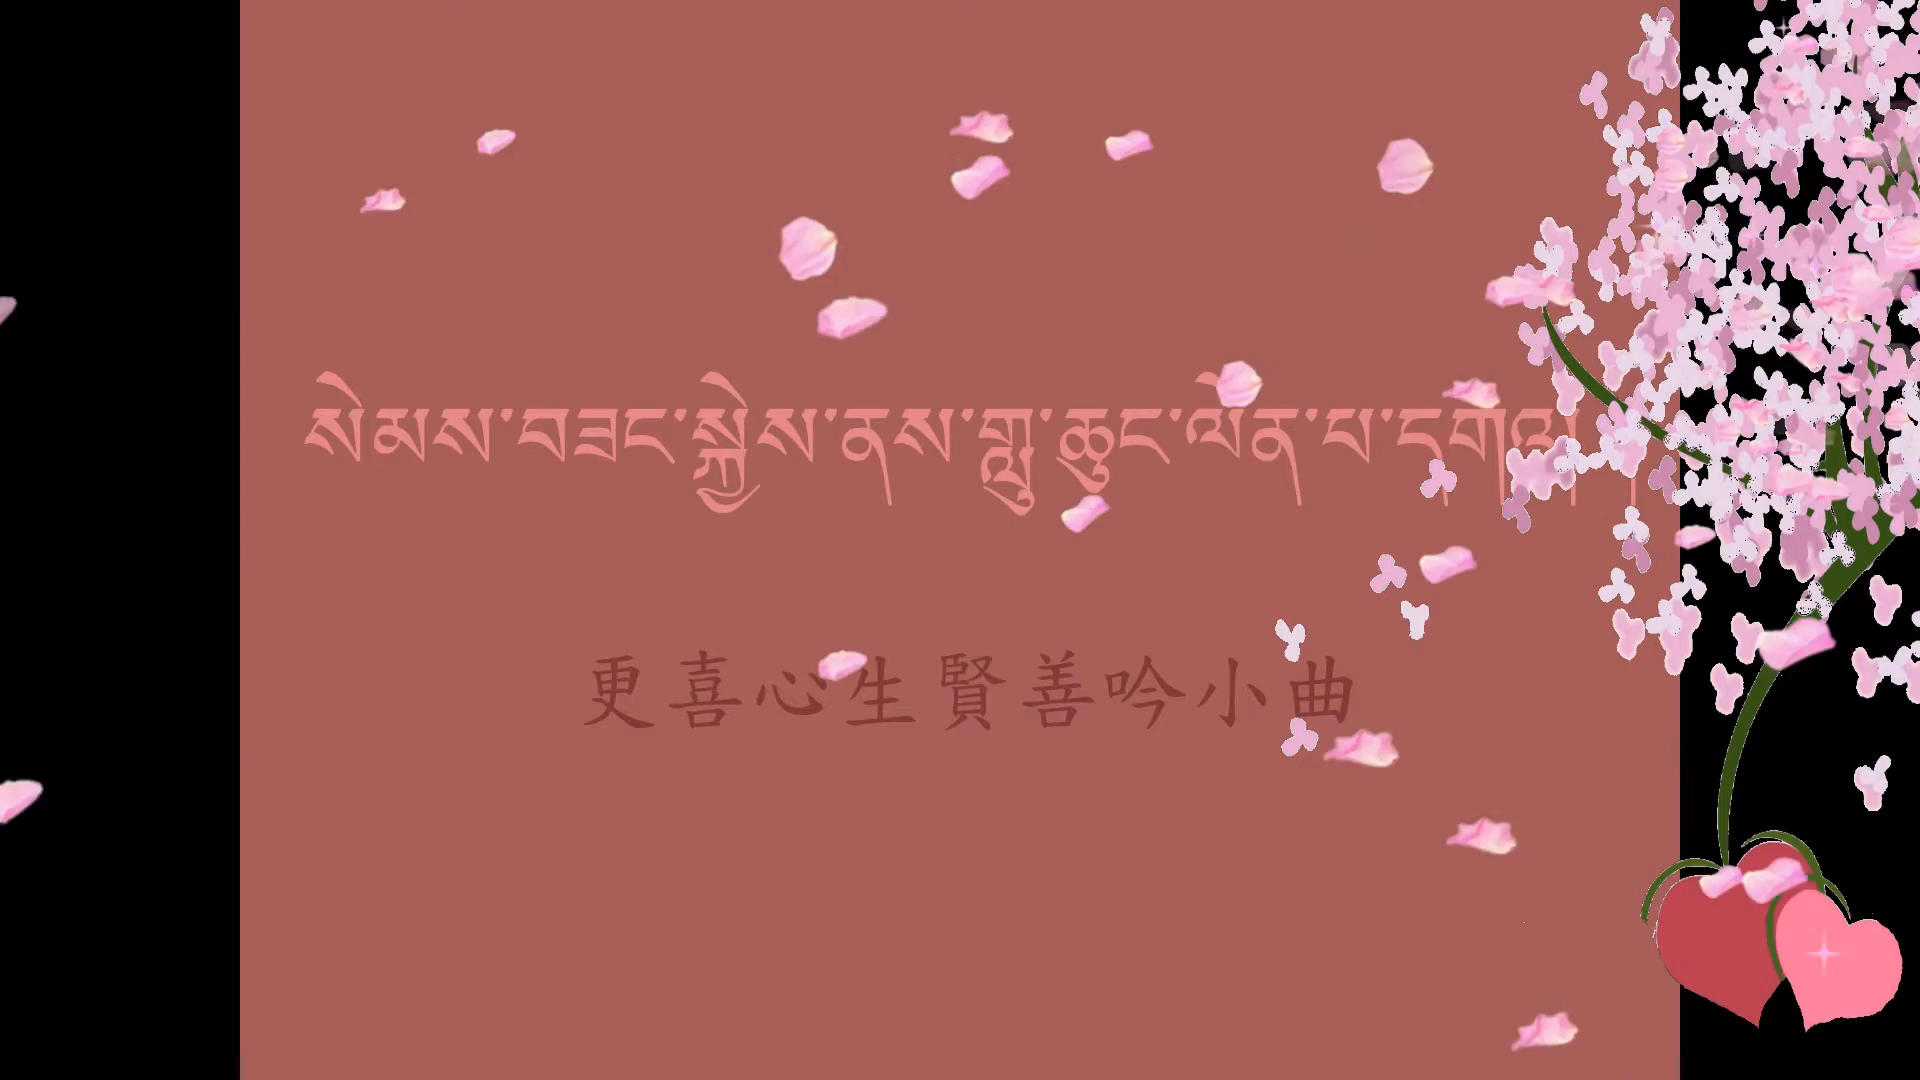 སེམས་བཟང་སྐྱེས་ནས་གླུ་ཆུང་ལེན་པ་དགའ།
更喜心生賢善吟小曲